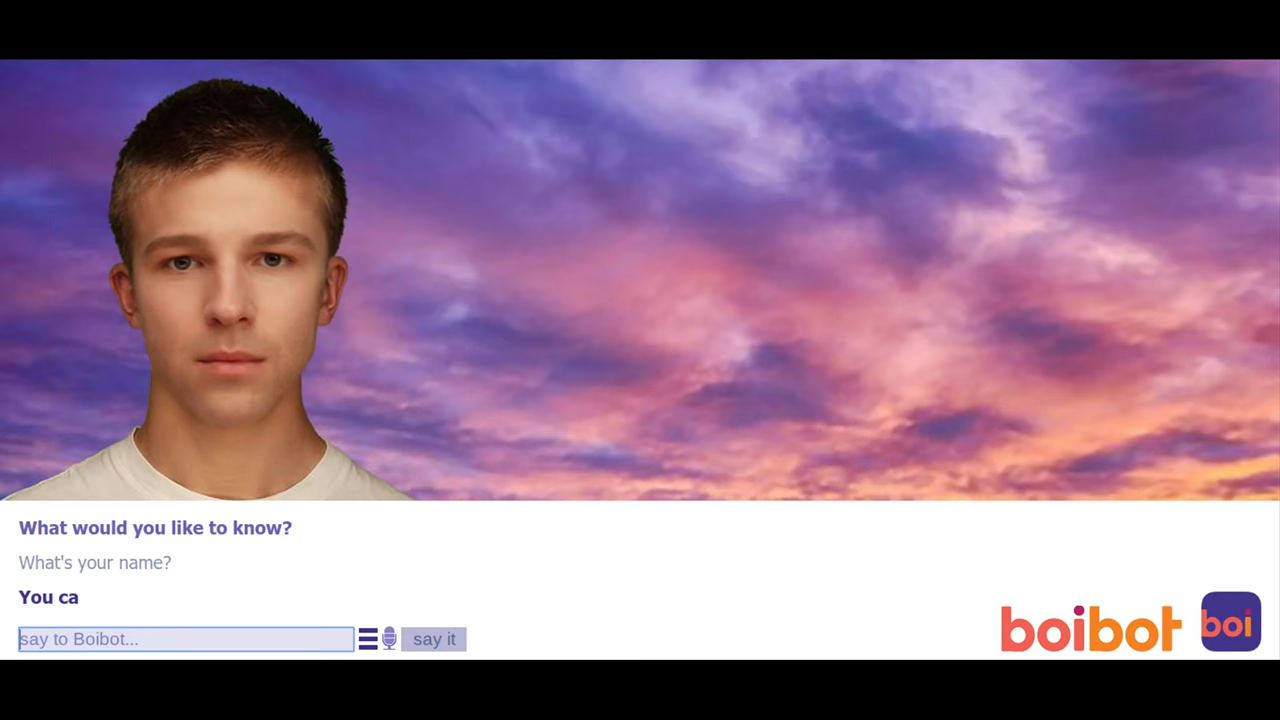 What would you like to know?
What's your name?
You ca
say to Boibot...
say it
boibot
boi